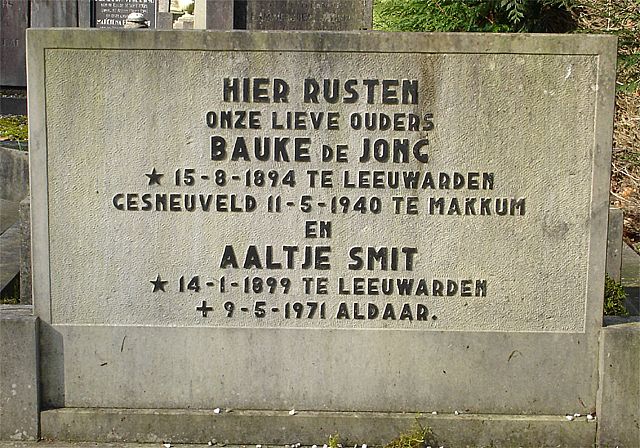 HIER RUSTEN
ONZE LIEVE OUDERS
BAUKE DE JONG
★ 15-8-1894 TE LEEUWARDEN
GESNEUVELD 11-5-1940 TE MAKKUM
EN
AALTJE SMIT
★ 14-1-1899 TE LEEUWARDEN
+ 9-5-1971 ALDAAR.